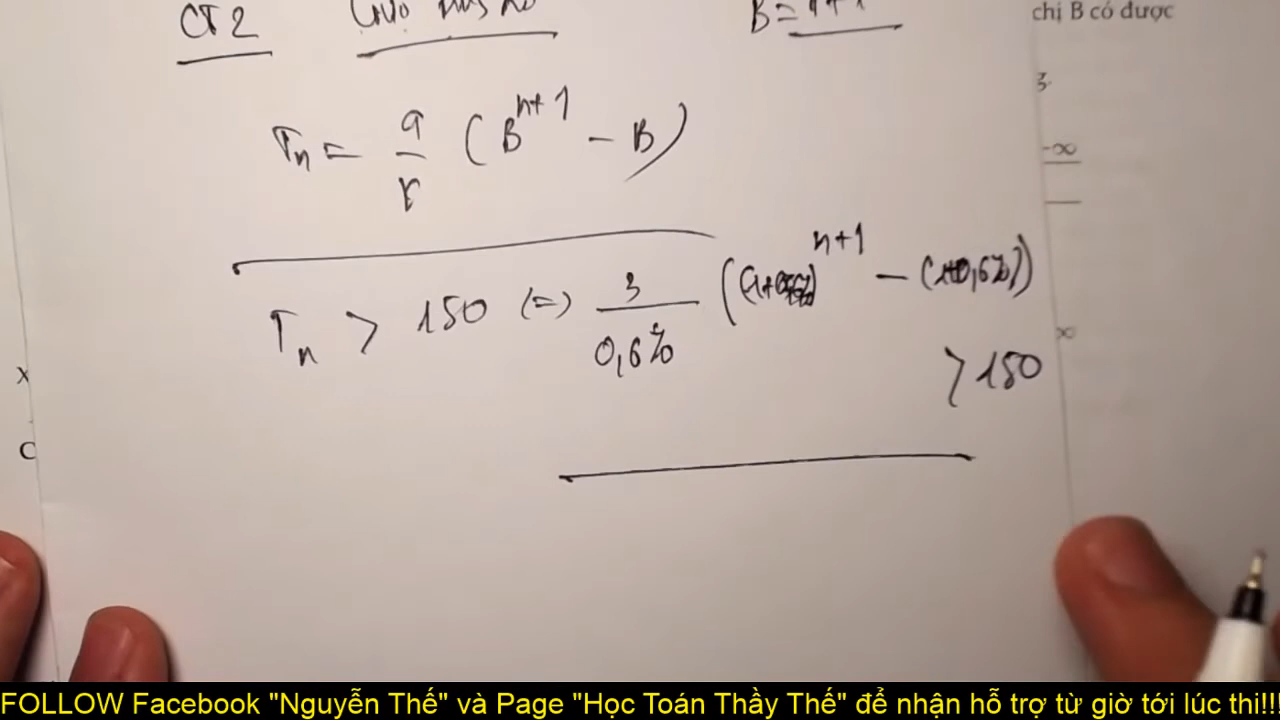 CT2
B = 
chị B có được
Tn = a/r (B^n+1 - B)
3
-∞
Tn > 150 (=) 3/0,6% ((1+0,6%)^n+1 - (1+0,6%))
> 150
∞
X
C
FOLLOW Facebook "Nguyễn Thế" và Page "Học Toán Thầy Thế" để nhận hỗ trợ từ giờ tới lúc thi!!!